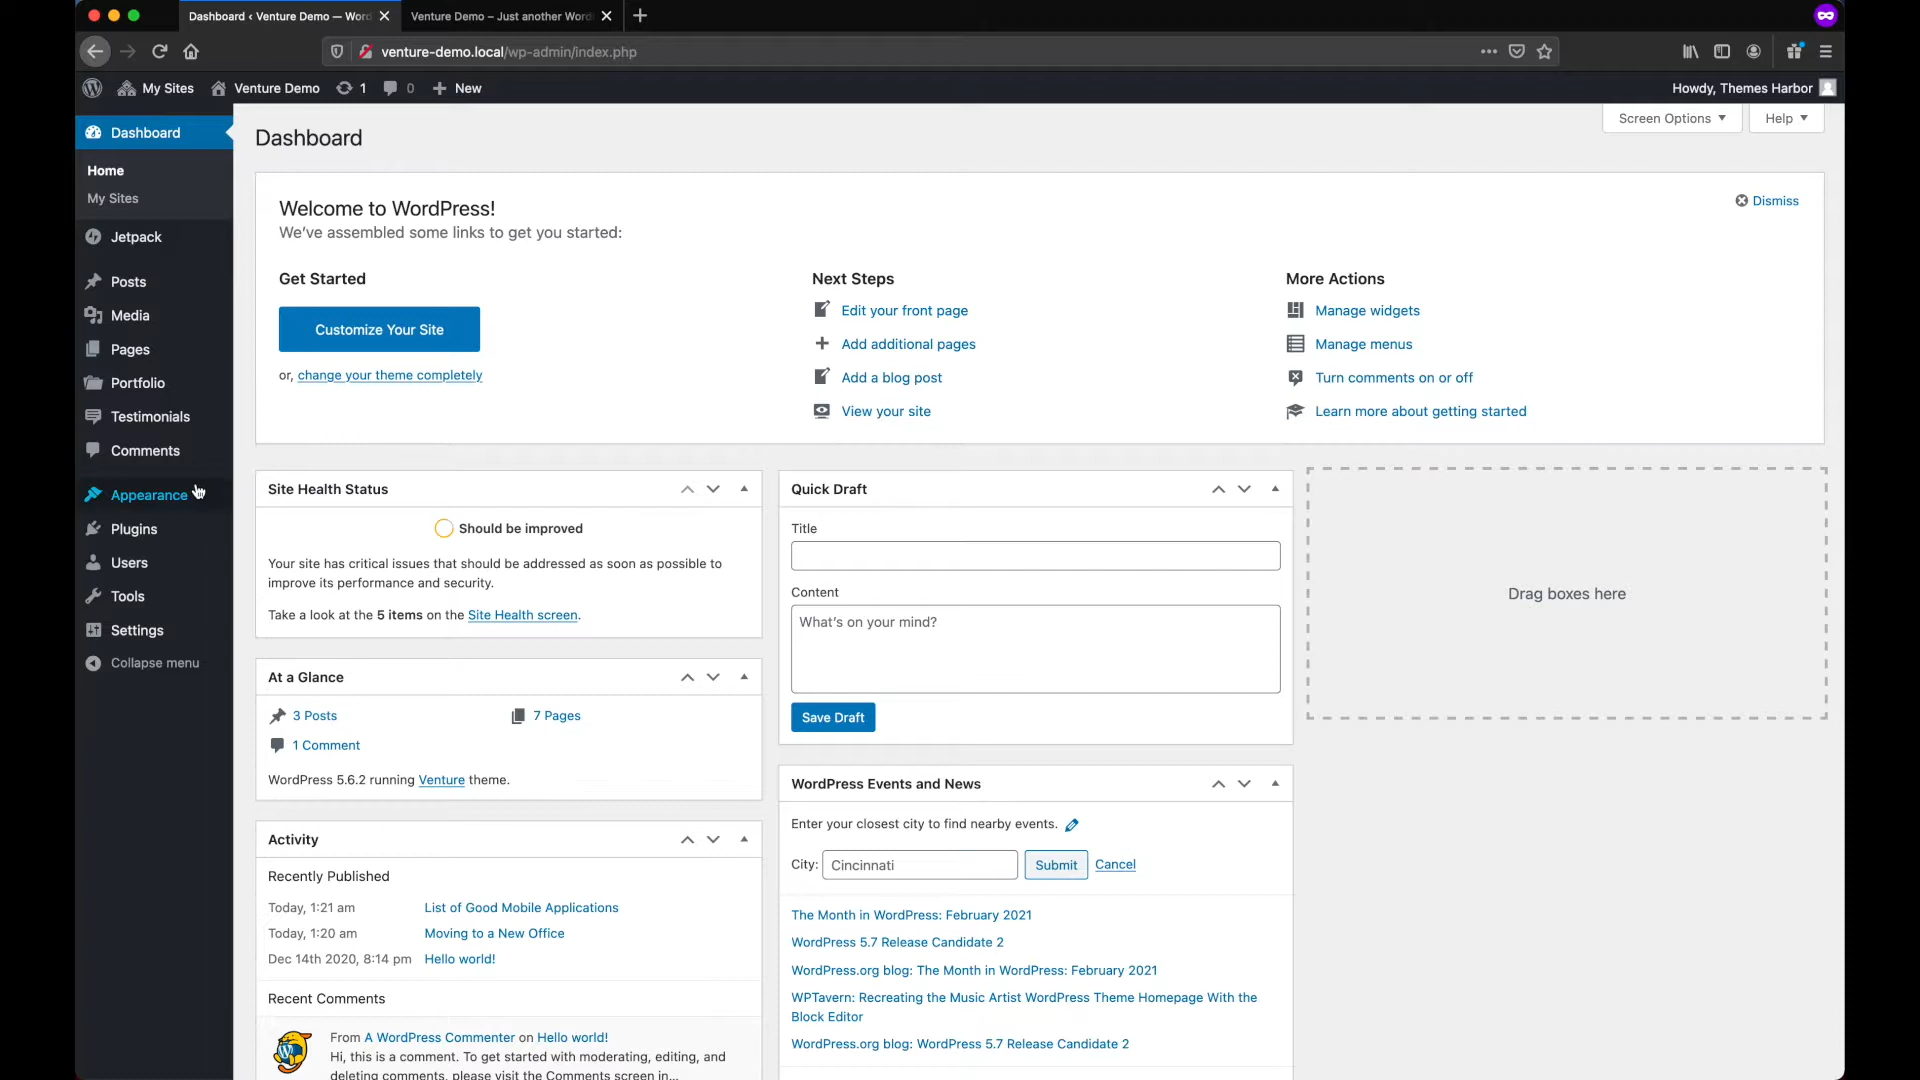 Dashboard ‹ Venture Demo — Word
Venture Demo – Just another Word
venture-demo.local/wp-admin/index.php
My Sites
Venture Demo
1
0
New
Howdy, Themes Harbor
Dashboard
Home
My Sites
Jetpack
Posts
Media
Pages
Portfolio
Testimonials
Comments
Appearance
Plugins
Users
Tools
Settings
Collapse menu
Dashboard
Screen Options
Help
Welcome to WordPress!
We've assembled some links to get you started:
Dismiss
Get Started
Customize Your Site
or, change your theme completely
Next Steps
Edit your front page
Add additional pages
Add a blog post
View your site
More Actions
Manage widgets
Manage menus
Turn comments on or off
Learn more about getting started
Site Health Status
Should be improved
Your site has critical issues that should be addressed as soon as possible to
improve its performance and security.
Take a look at the 5 items on the Site Health screen.
At a Glance
3 Posts
7 Pages
1 Comment
WordPress 5.6.2 running Venture theme.
Activity
Recently Published
Today, 1:21 am List of Good Mobile Applications
Today, 1:20 am Moving to a New Office
Dec 14th 2020, 8:14 pm Hello world!
Recent Comments
From A WordPress Commenter on Hello world!
Hi, this is a comment. To get started with moderating, editing, and
deleting comments, please visit the Comments screen in...
Quick Draft
Title
Content
What's on your mind?
Save Draft
WordPress Events and News
Enter your closest city to find nearby events.
City: Cincinnati Submit Cancel
The Month in WordPress: February 2021
WordPress 5.7 Release Candidate 2
WordPress.org blog: The Month in WordPress: February 2021
WPTavern: Recreating the Music Artist WordPress Theme Homepage With the
Block Editor
WordPress.org blog: WordPress 5.7 Release Candidate 2
Drag boxes here